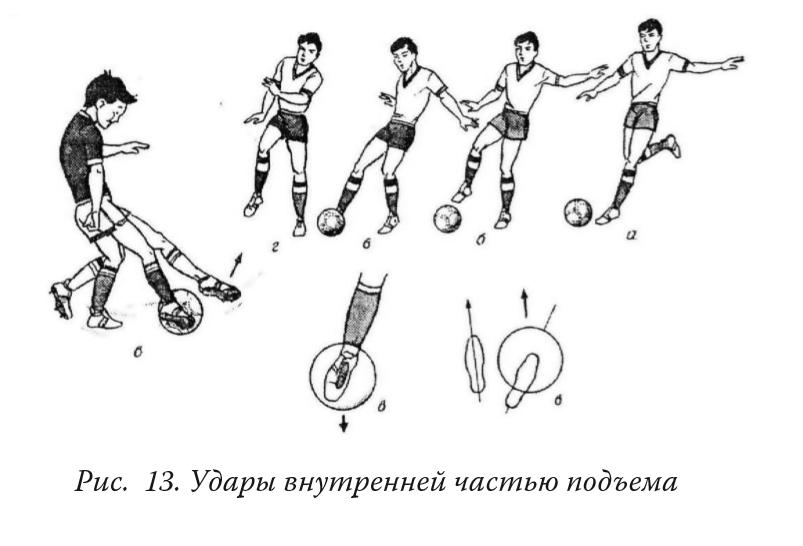 г в б а
в
в в
Рис. 13. Удары внутренней частью подъема